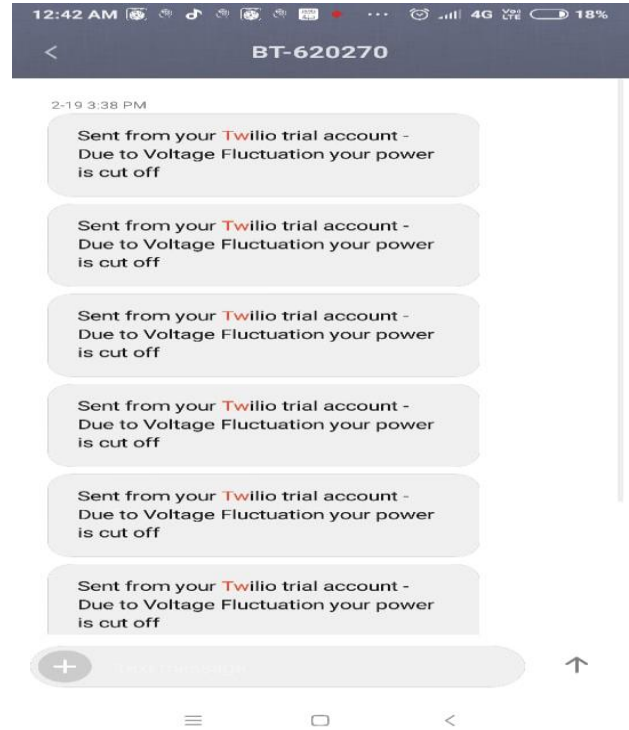 12:42 AM 4G VoLTE 18%
BT-620270
2-19 3:38 PM
Sent from your Twilio trial account -
Due to Voltage Fluctuation your power
is cut off
Sent from your Twilio trial account -
Due to Voltage Fluctuation your power
is cut off
Sent from your Twilio trial account -
Due to Voltage Fluctuation your power
is cut off
Sent from your Twilio trial account -
Due to Voltage Fluctuation your power
is cut off
Sent from your Twilio trial account -
Due to Voltage Fluctuation your power
is cut off
Sent from your Twilio trial account -
Due to Voltage Fluctuation your power
is cut off